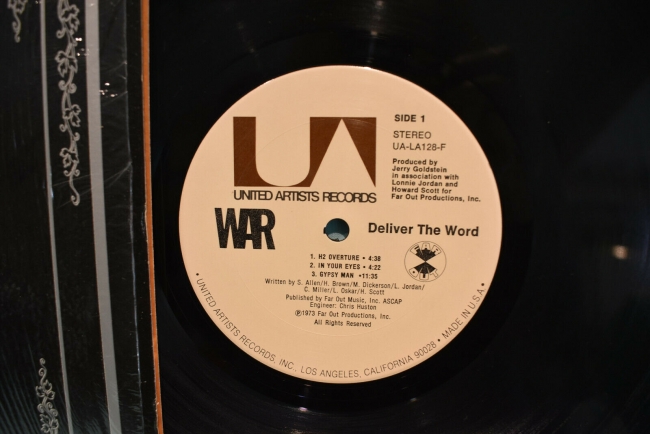 UA
SIDE 1
STEREO
UA-LA128-F
UNITED ARTISTS RECORDS
Produced by
Jerry Goldstein
in association with
Lonnie Jordan and
Howard Scott for
Far Out Productions, Inc.
WAR
Deliver The Word
1. H2 OVERTURE • 4:38
2. IN YOUR EYES • 4:22
3. GYPSY MAN • 11:35
Written by S. Allen/H. Brown/M. Dickerson/L. Jordan/
C. Miller/L. Oskar/H. Scott
Published by Far Out Music, Inc. ASCAP
Engineer: Chris Huston
℗1973 Far Out Productions, Inc.
All Rights Reserved
• UNITED ARTISTS RECORDS, INC., LOS ANGELES, CALIFORNIA 90028 • MADE IN U.S.A. •